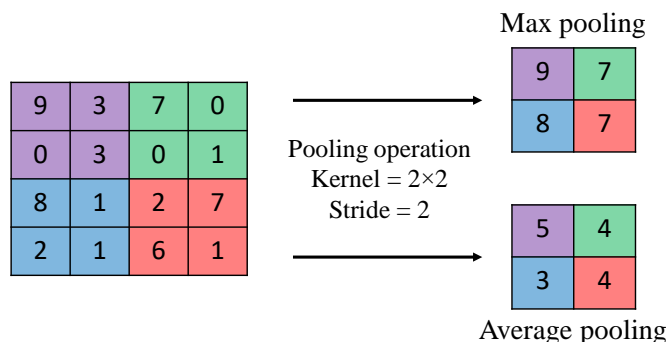 Max pooling
9 7
8 7
9 3 7 0
0 3 0 1
8 1 2 7
2 1 6 1
Pooling operation
Kernel = 2×2
Stride = 2
5 4
3 4
Average pooling